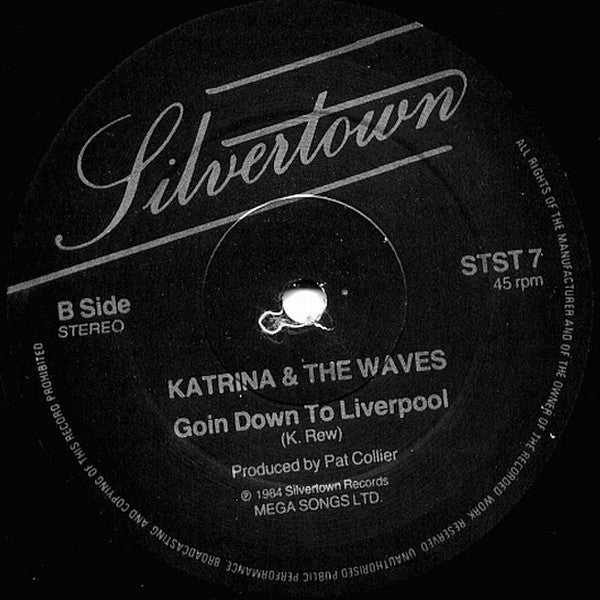 Silvertown
B Side
STEREO
STST 7
45 rpm
KATRINA & THE WAVES
Goin Down To Liverpool
(K. Rew)
Produced by Pat Collier
℗ 1984 Silvertown Records
MEGA SONGS LTD.
ALL RIGHTS OF THE MANUFACTURER AND OF THE OWNER OF THE RECORDED WORK RESERVED UNAUTHORISED PUBLIC PERFORMANCE BROADCASTING AND COPYING OF THIS RECORD PROHIBITED